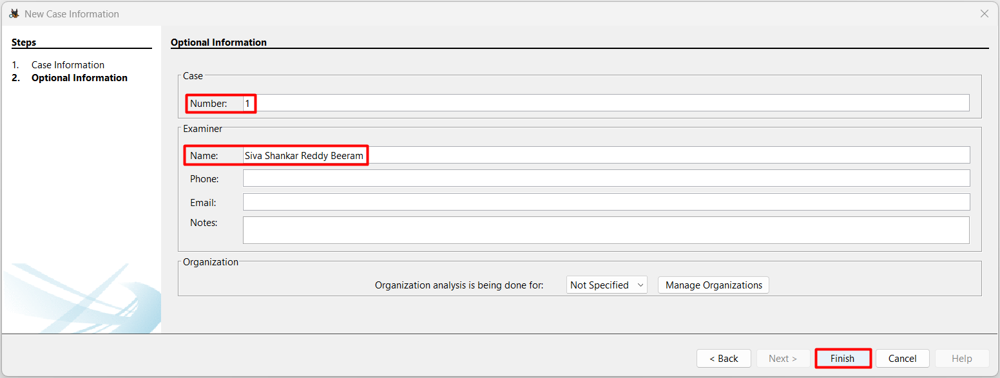 New Case Information
Steps
1. Case Information
2. Optional Information
Optional Information
Case
Number: 1
Examiner
Name: Siva Shankar Reddy Beeram
Phone:
Email:
Notes:
Organization
Organization analysis is being done for: Not Specified Manage Organizations
< Back Next > Finish Cancel Help